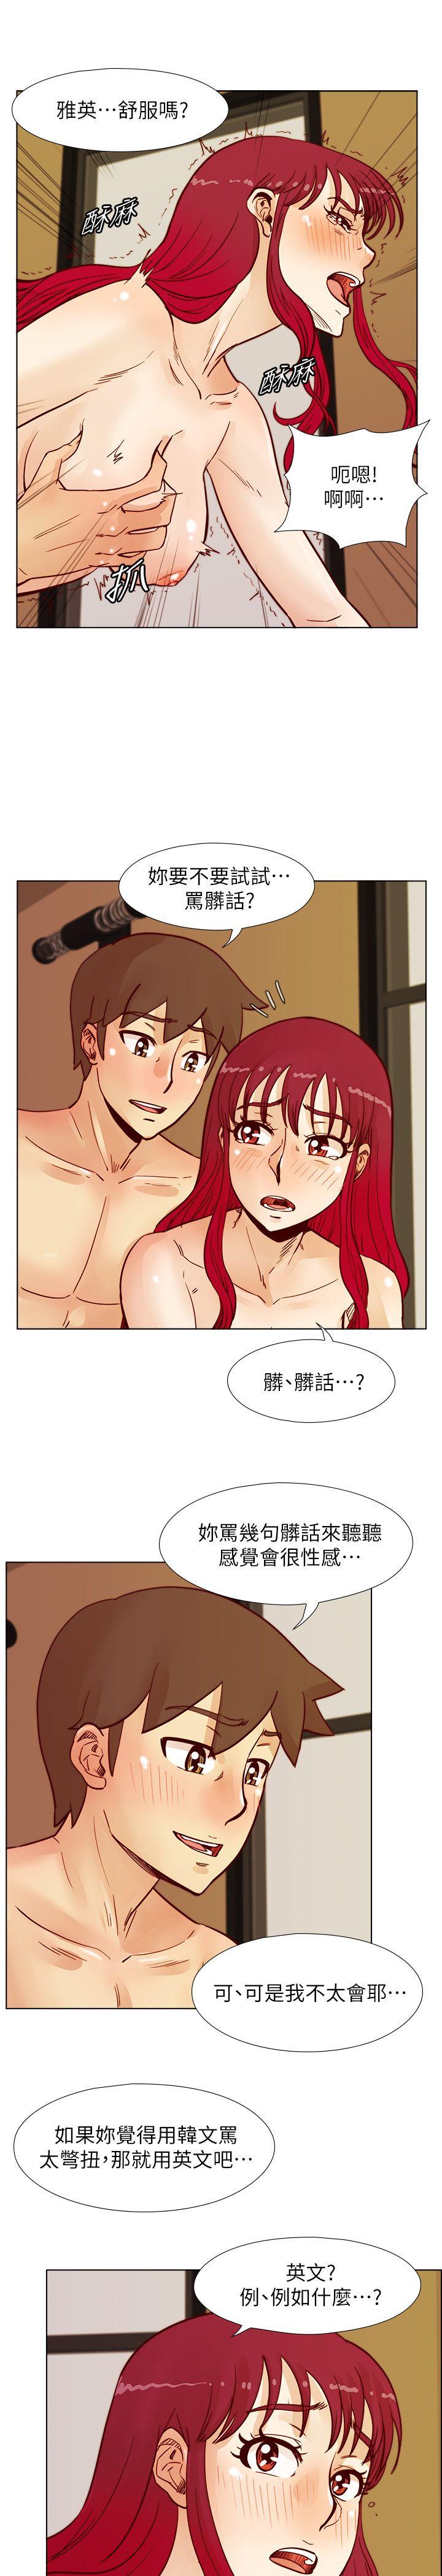 雅英⋯舒服嗎?
酥麻
酥麻
呃嗯!
啊啊⋯
抓
妳要不要試試⋯
罵髒話?
髒、髒話⋯?
妳罵幾句髒話來聽聽
感覺會很性感⋯
可、可是我不太會耶⋯
如果妳覺得用韓文罵
太彆扭,那就用英文吧⋯
英文?
例、例如什麼⋯?